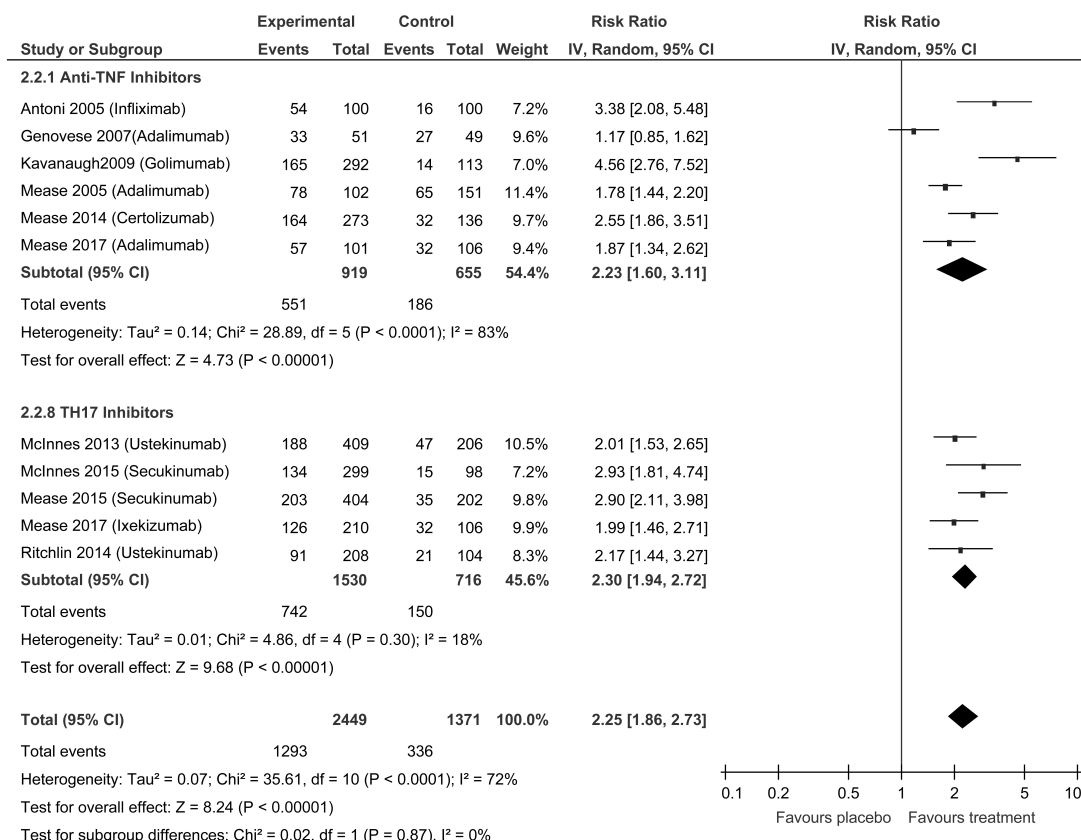 Experimental Control Risk Ratio Risk Ratio
Study or Subgroup Events Total Events Total Weight IV, Random, 95% CI IV, Random, 95% CI
2.2.1 Anti-TNF Inhibitors
Antoni 2005 (Infliximab) 54 100 16 100 7.2% 3.38 [2.08, 5.48]
Genovese 2007(Adalimumab) 33 51 27 49 9.6% 1.17 [0.85, 1.62]
Kavanaugh2009 (Golimumab) 165 292 14 113 7.0% 4.56 [2.76, 7.52]
Mease 2005 (Adalimumab) 78 102 65 151 11.4% 1.78 [1.44, 2.20]
Mease 2014 (Certolizumab) 164 273 32 136 9.7% 2.55 [1.86, 3.51]
Mease 2017 (Adalimumab) 57 101 32 106 9.4% 1.87 [1.34, 2.62]
Subtotal (95% CI) 919 655 54.4% 2.23 [1.60, 3.11]
Total events 551 186
Heterogeneity: Tau² = 0.14; Chi² = 28.89, df = 5 (P < 0.0001); I² = 83%
Test for overall effect: Z = 4.73 (P < 0.00001)
2.2.8 TH17 Inhibitors
McInnes 2013 (Ustekinumab) 188 409 47 206 10.5% 2.01 [1.53, 2.65]
McInnes 2015 (Secukinumab) 134 299 15 98 7.2% 2.93 [1.81, 4.74]
Mease 2015 (Secukinumab) 203 404 35 202 9.8% 2.90 [2.11, 3.98]
Mease 2017 (Ixekizumab) 126 210 32 106 9.9% 1.99 [1.46, 2.71]
Ritchlin 2014 (Ustekinumab) 91 208 21 104 8.3% 2.17 [1.44, 3.27]
Subtotal (95% CI) 1530 716 45.6% 2.30 [1.94, 2.72]
Total events 742 150
Heterogeneity: Tau² = 0.01; Chi² = 4.86, df = 4 (P = 0.30); I² = 18%
Test for overall effect: Z = 9.68 (P < 0.00001)
Total (95% CI) 2449 1371 100.0% 2.25 [1.86, 2.73]
Total events 1293 336
Heterogeneity: Tau² = 0.07; Chi² = 35.61, df = 10 (P < 0.0001); I² = 72%
Test for overall effect: Z = 8.24 (P < 0.00001)
Test for subgroup differences: Chi² = 0.02, df = 1 (P = 0.87), I² = 0%
0.1 0.2 0.5 1 2 5 10
Favours placebo Favours treatment